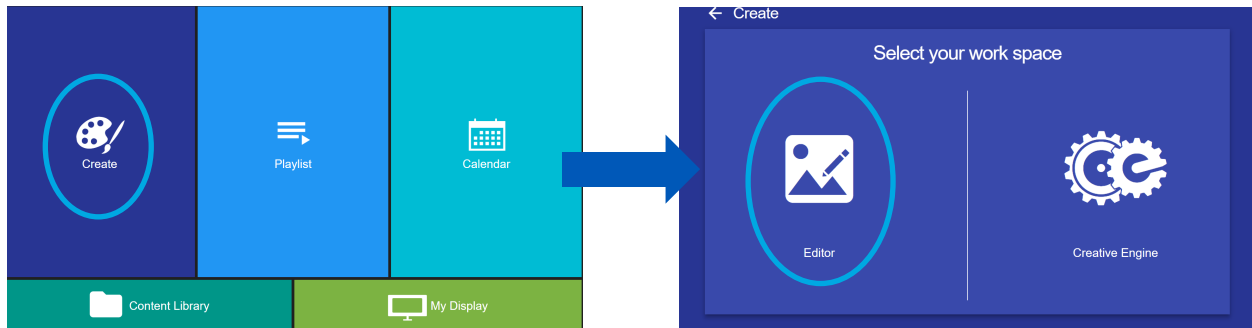 Create
Playlist
Calendar
Content Library
My Display
Create
Select your work space
Editor
Creative Engine